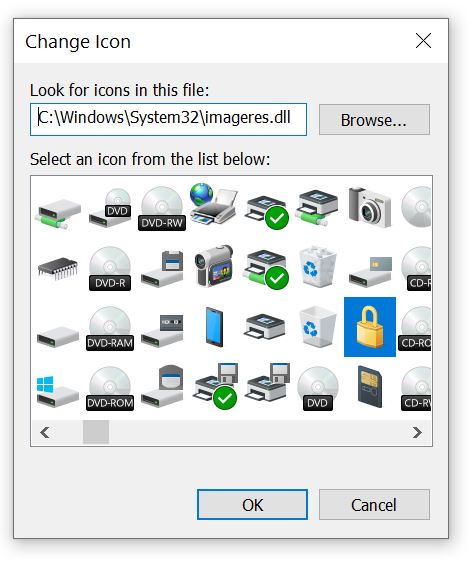 Change Icon
Look for icons in this file:
C:\Windows\System32\imageres.dll
Browse...
Select an icon from the list below:
DVD
DVD-RW
DVD-R
CD-R
DVD-RAM
CD-RO
DVD-ROM
DVD
CD-RW
OK
Cancel